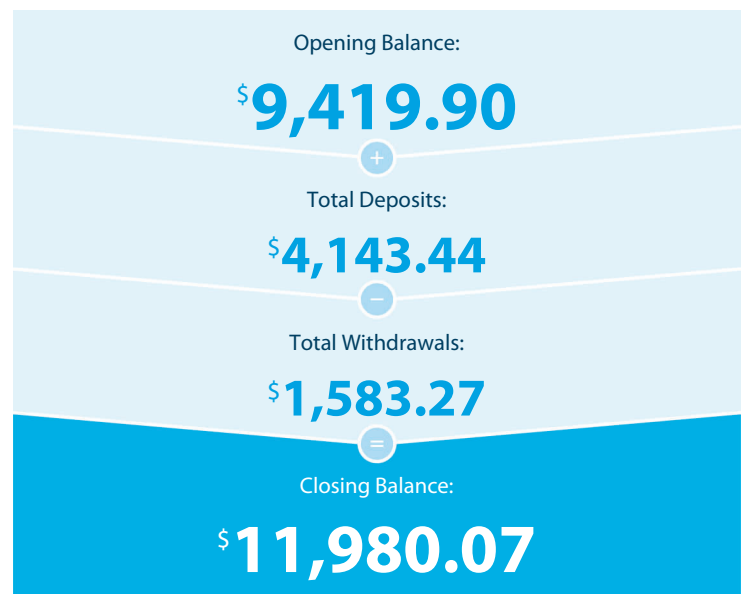 Opening Balance:
$9,419.90
+
Total Deposits:
$4,143.44
−
Total Withdrawals:
$1,583.27
=
Closing Balance:
$11,980.07